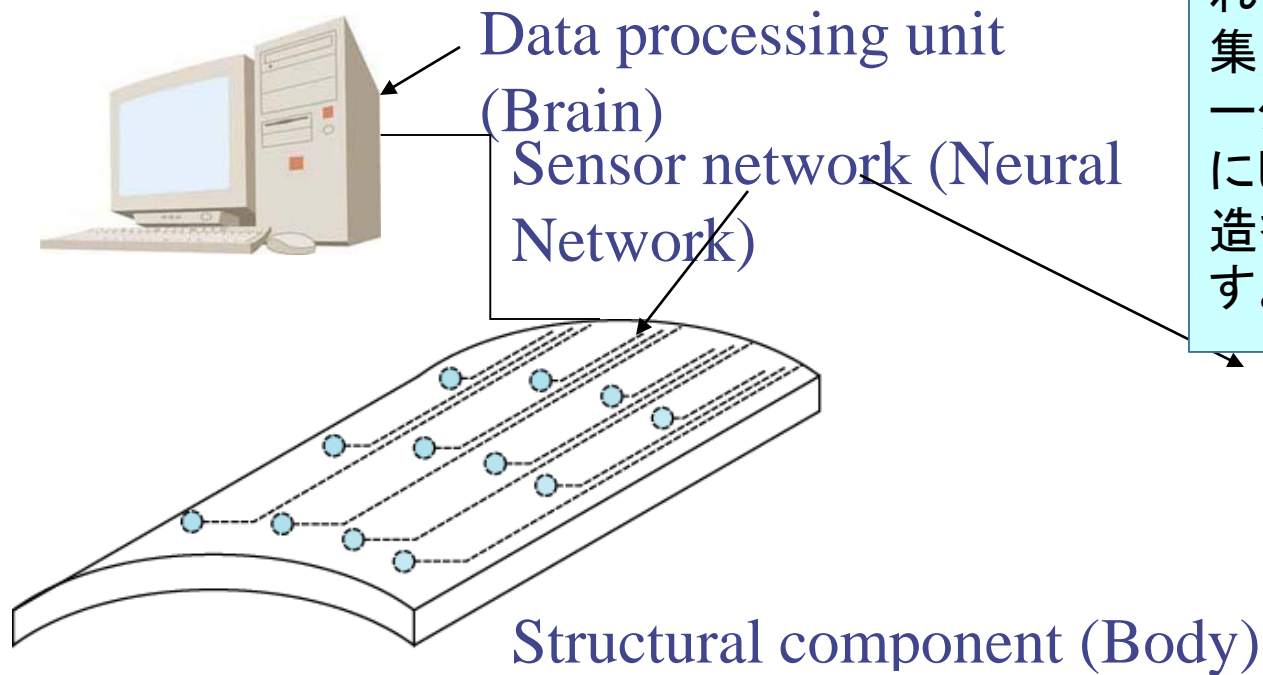 Data processing unit
(Brain)
Sensor network (Neural
Network)
集
に
造
す。
Structural component (Body)